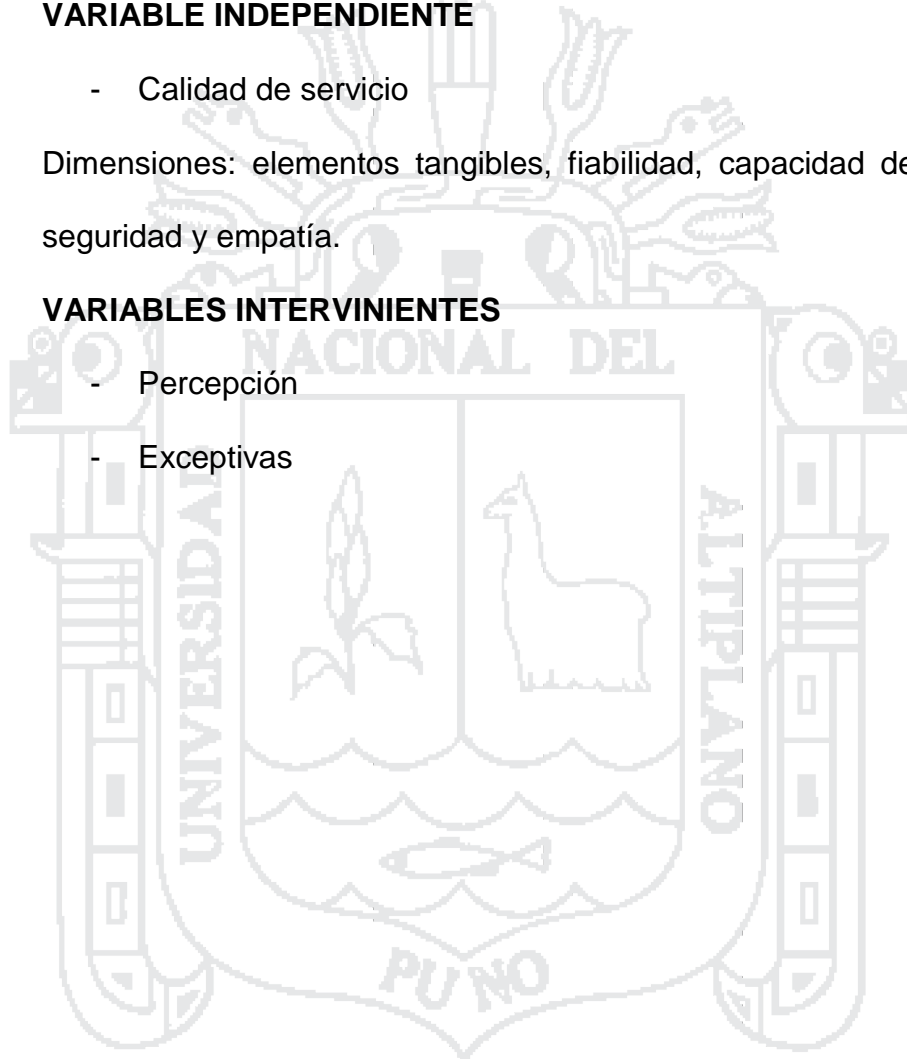 VARIABLE INDEPENDIENTE
- Calidad de servicio
Dimensiones: elementos tangibles, fiabilidad, capacidad de
seguridad y empatía.
VARIABLES INTERVINIENTES
- Percepción
- Exceptivas
NACIONAL DEL
UNIVERSIDAD
ALTIPLANO
PUNO